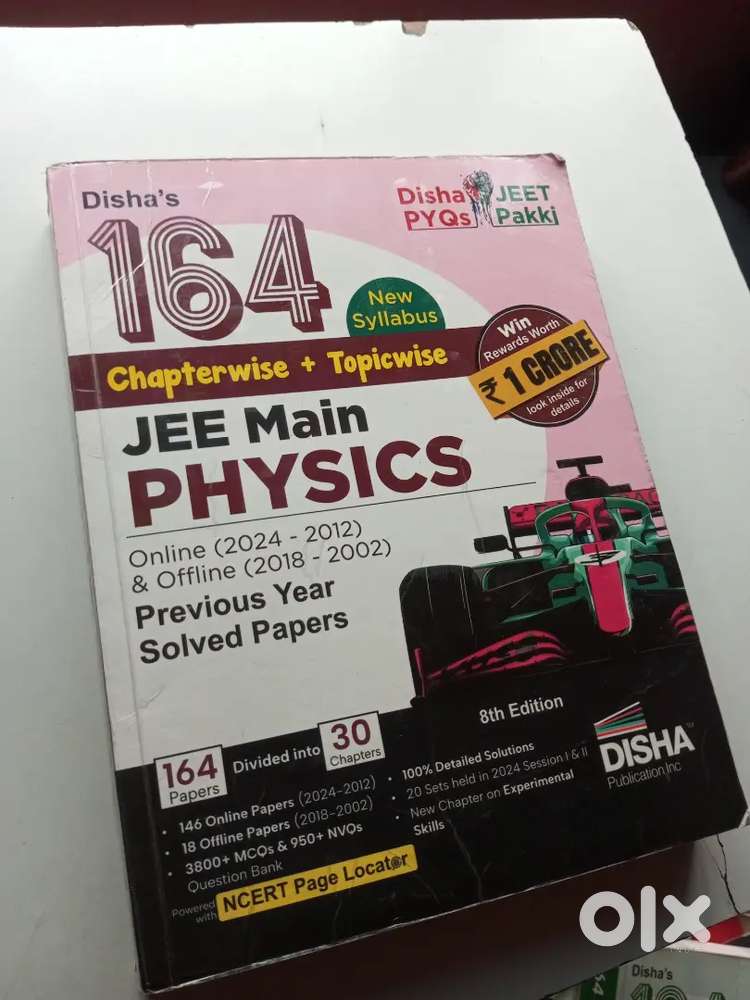 Disha's
164
Disha JEET
PYQs Pakki
New
Syllabus
Chapterwise + Topicwise
Win
Rewards Worth
₹ 1 CRORE
look inside for
details
JEE Main
PHYSICS
Online (2024 - 2012)
& Offline (2018 - 2002)
Previous Year
Solved Papers
8th Edition
164
Papers
Divided into
30
Chapters
• 146 Online Papers (2024-2012)
• 18 Offline Papers (2018-2002)
• 3800+ MCQs & 950+ NVQs
Question Bank
• 100% Detailed Solutions
• 20 Sets held in 2024 Session I & II
• New Chapter on Experimental
Skills
Powered
with
NCERT Page Locator
DISHA
Publication Inc
olx
Disha's